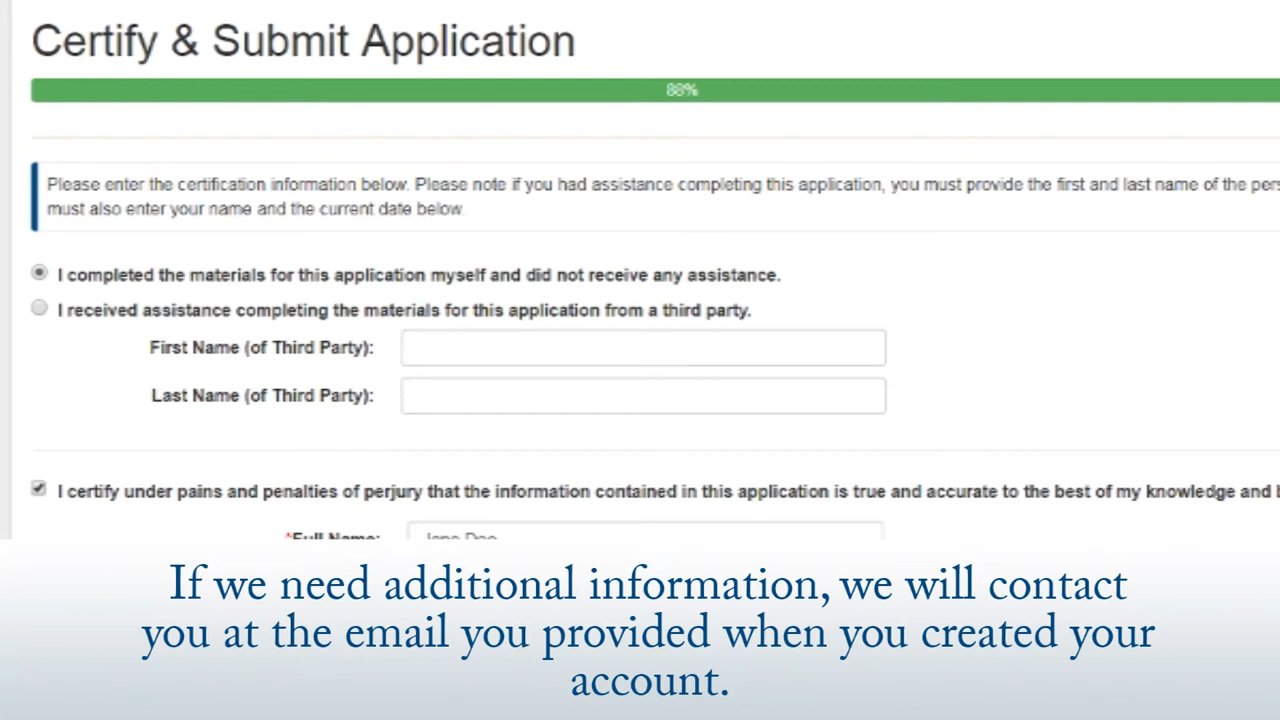 Certify & Submit Application
88%
Please enter the certification information below. Please note if you had assistance completing this application, you must provide the first and last name of the
must also enter your name and the current date below.
I completed the materials for this application myself and did not receive any assistance.
I received assistance completing the materials for this application from a third party.
First Name (of Third Party):
Last Name (of Third Party):
I certify under pains and penalties of perjury that the information contained in this application is true and accurate to the best of my knowledge and
*Full Name:
Jane Doe
If we need additional information, we will contact
you at the email you provided when you created your
account.